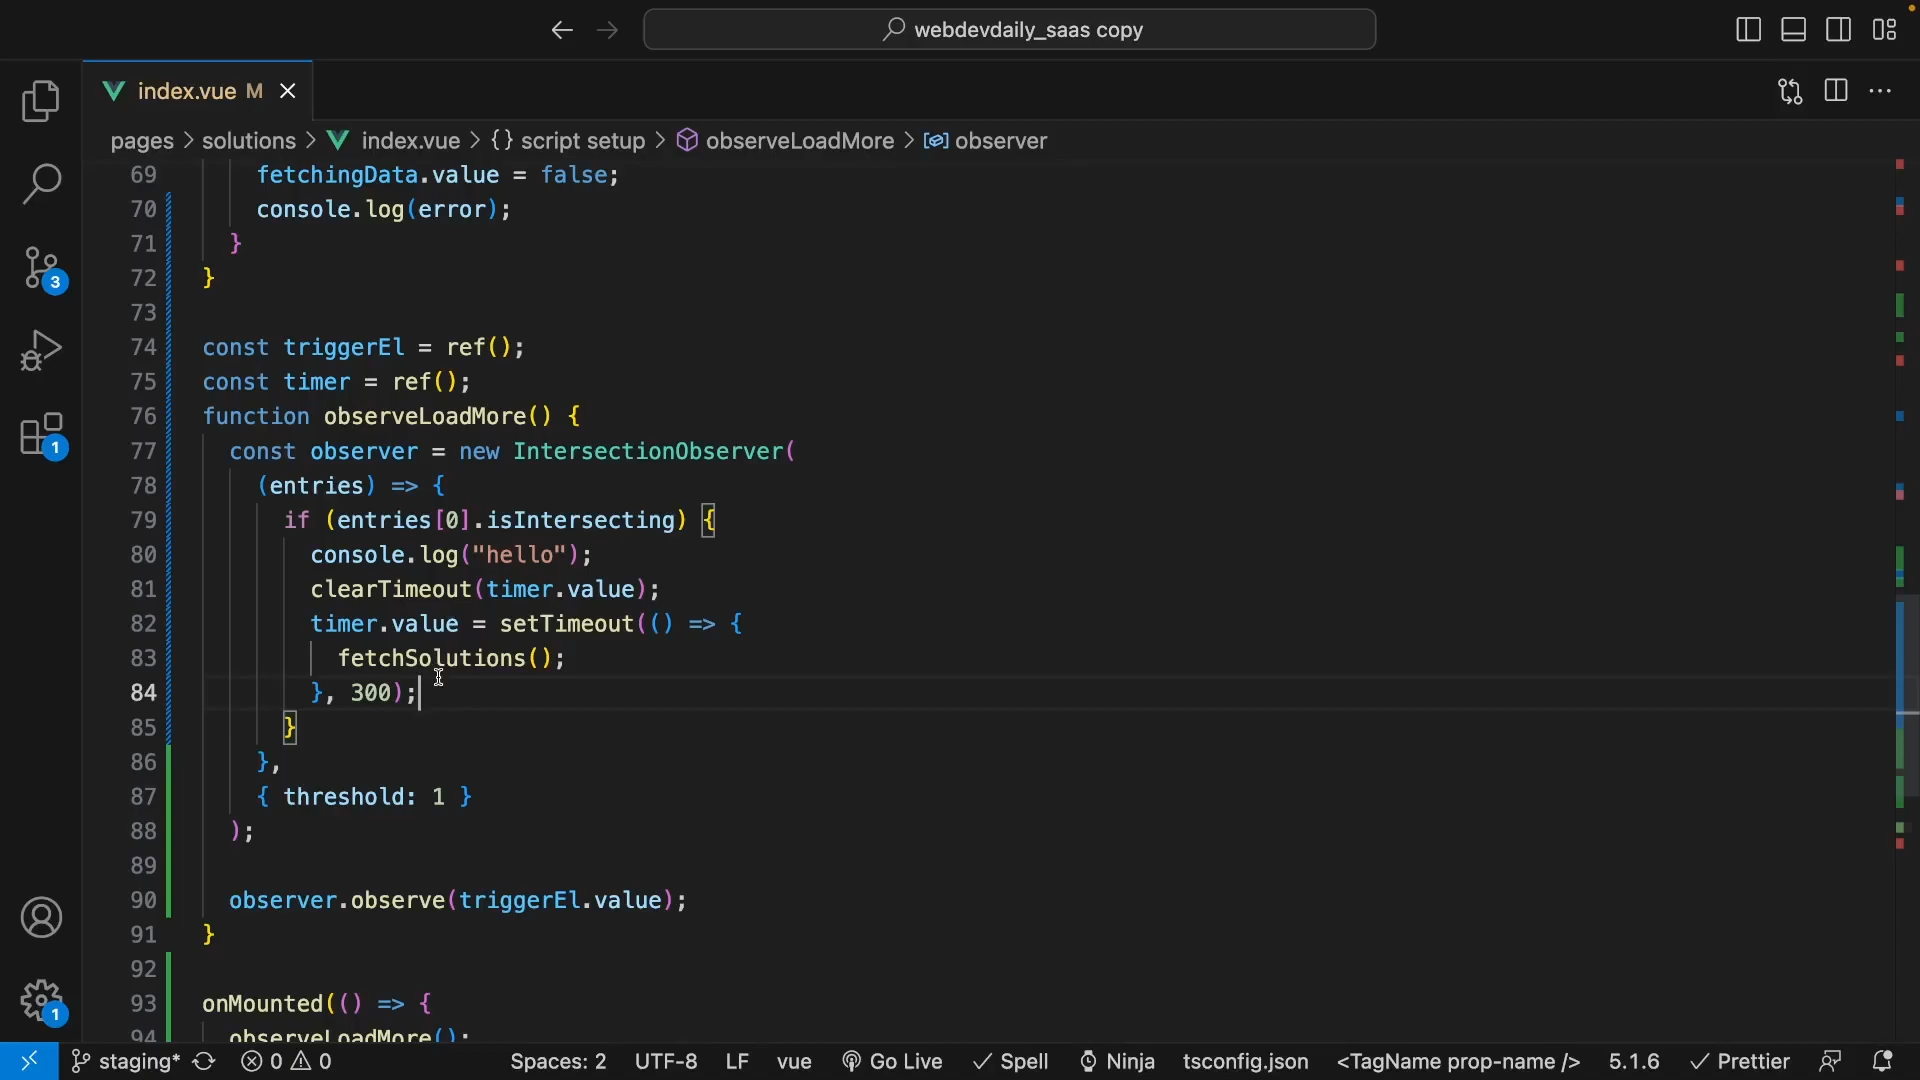 webdevdaily_saas copy
index.vue M
pages > solutions > index.vue > {} script setup > observeLoadMore > observer
69 fetchingData.value = false;
70 console.log(error);
71 }
72 }
73
74 const triggerEl = ref();
75 const timer = ref();
76 function observeLoadMore() {
77 const observer = new IntersectionObserver(
78 (entries) => {
79 if (entries[0].isIntersecting) {
80 console.log("hello");
81 clearTimeout(timer.value);
82 timer.value = setTimeout(() => {
83 fetchSolutions();
84 }, 300);
85 }
86 },
87 { threshold: 1 }
88 );
89
90 observer.observe(triggerEl.value);
91 }
92
93 onMounted(() => {
94 observeLoadMore();
3
1
1
staging* 0 0 Spaces: 2 UTF-8 LF vue Go Live Spell Ninja tsconfig.json <TagName prop-name /> 5.1.6 Prettier